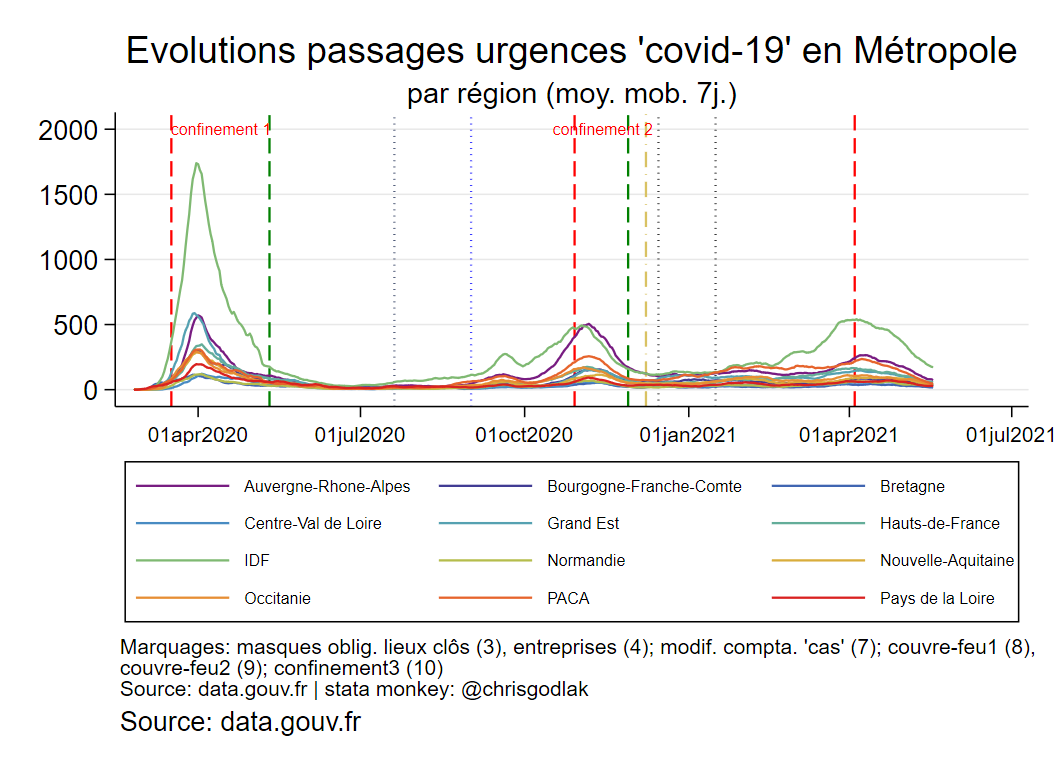 Evolutions passages urgences 'covid-19' en Métropole
par région (moy. mob. 7j.)
confinement 1
confinement 2
2000
1500
1000
500
0
01apr2020
01jul2020
01oct2020
01jan2021
01apr2021
01jul2021
Auvergne-Rhone-Alpes
Bourgogne-Franche-Comte
Bretagne
Centre-Val de Loire
Grand Est
Hauts-de-France
IDF
Normandie
Nouvelle-Aquitaine
Occitanie
PACA
Pays de la Loire
Marquages: masques oblig. lieux clôs (3), entreprises (4); modif. compta. 'cas' (7); couvre-feu1 (8),
couvre-feu2 (9); confinement3 (10)
Source: data.gouv.fr | stata monkey: @chrisgodlak
Source: data.gouv.fr